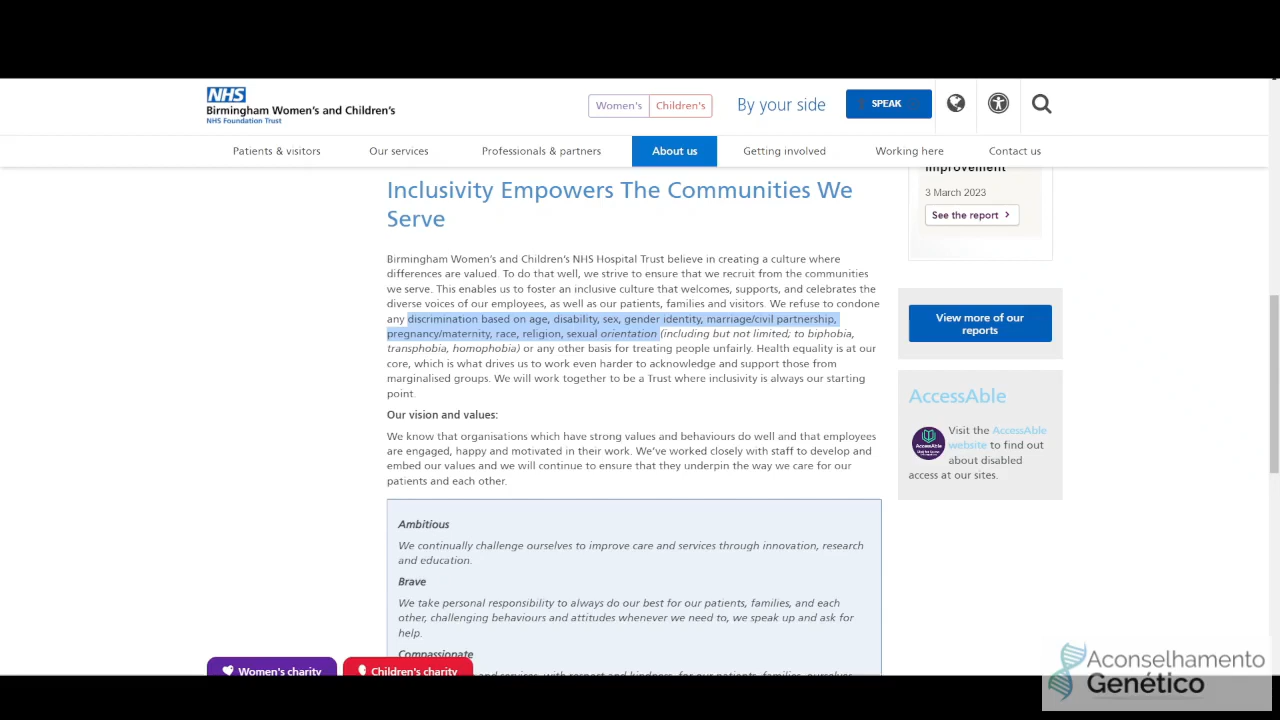 NHS
Birmingham Women's and Children's
NHS Foundation Trust
Women's Children's
By your side
SPEAK
Patients & visitors
Our services
Professionals & partners
About us
Getting involved
Working here
Contact us
Inclusivity Empowers The Communities We
Serve
Birmingham Women's and Children's NHS Hospital Trust believe in creating a culture where
differences are valued. To do that well, we strive to ensure that we recruit from the communities
we serve. This enables us to foster an inclusive culture that welcomes, supports, and celebrates the
diverse voices of our employees, as well as our patients, families and visitors. We refuse to condone
any discrimination based on age, disability, sex, gender identity, marriage/civil partnership,
pregnancy/maternity, race, religion, sexual orientation (including but not limited; to biphobia,
transphobia, homophobia) or any other basis for treating people unfairly. Health equality is at our
core, which is what drives us to work even harder to acknowledge and support those from
marginalised groups. We will work together to be a Trust where inclusivity is always our starting
point.
Our vision and values:
We know that organisations which have strong values and behaviours do well and that employees
are engaged, happy and motivated in their work. We've worked closely with staff to develop and
embed our values and we will continue to ensure that they underpin the way we care for our
patients and each other.
Ambitious
We continually challenge ourselves to improve care and services through innovation, research
and education.
Brave
We take personal responsibility to always do our best for our patients, families, and each
other, challenging behaviours and attitudes whenever we need to, we speak up and ask for
help.
Compassionate
and services, with respect and kindness, for our patients, families, ourselves
improvement
3 March 2023
See the report
View more of our
reports
AccessAble
Visit the AccessAble
website to find out
about disabled
access at our sites.
AccessAble
Women's charity
Children's charity
Aconselhamento
Genético